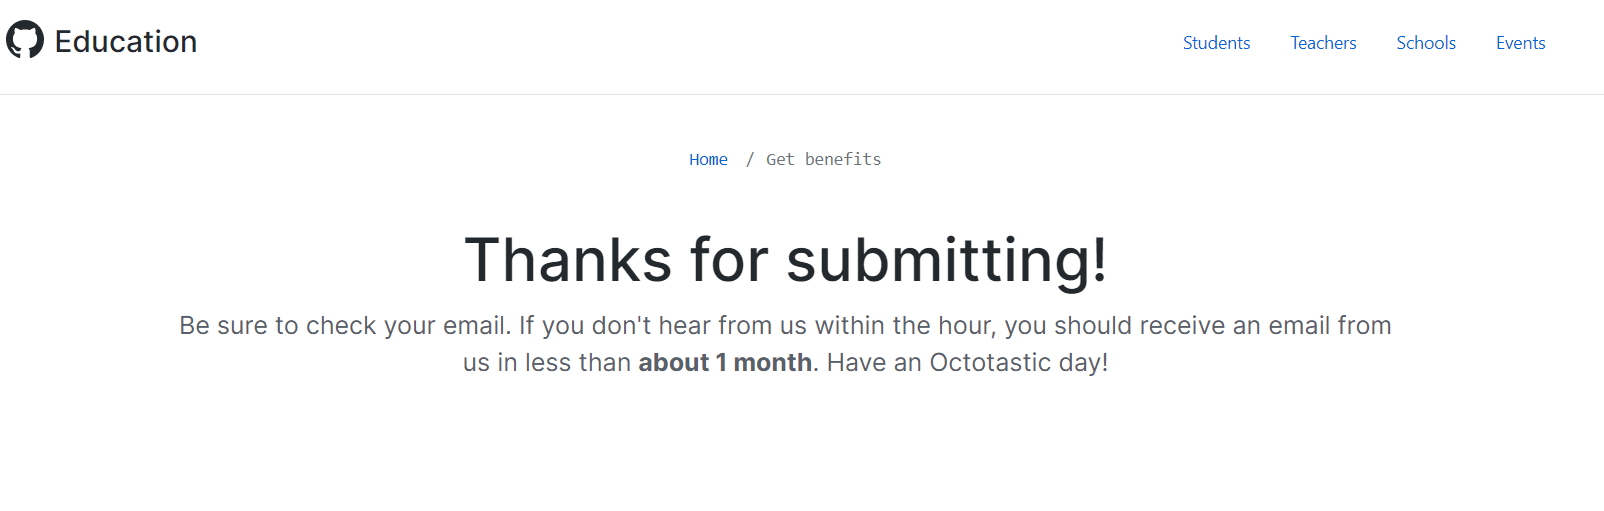 Education
Students Teachers Schools Events
Home / Get benefits
Thanks for submitting!
Be sure to check your email. If you don't hear from us within the hour, you should receive an email from
us in less than about 1 month. Have an Octotastic day!